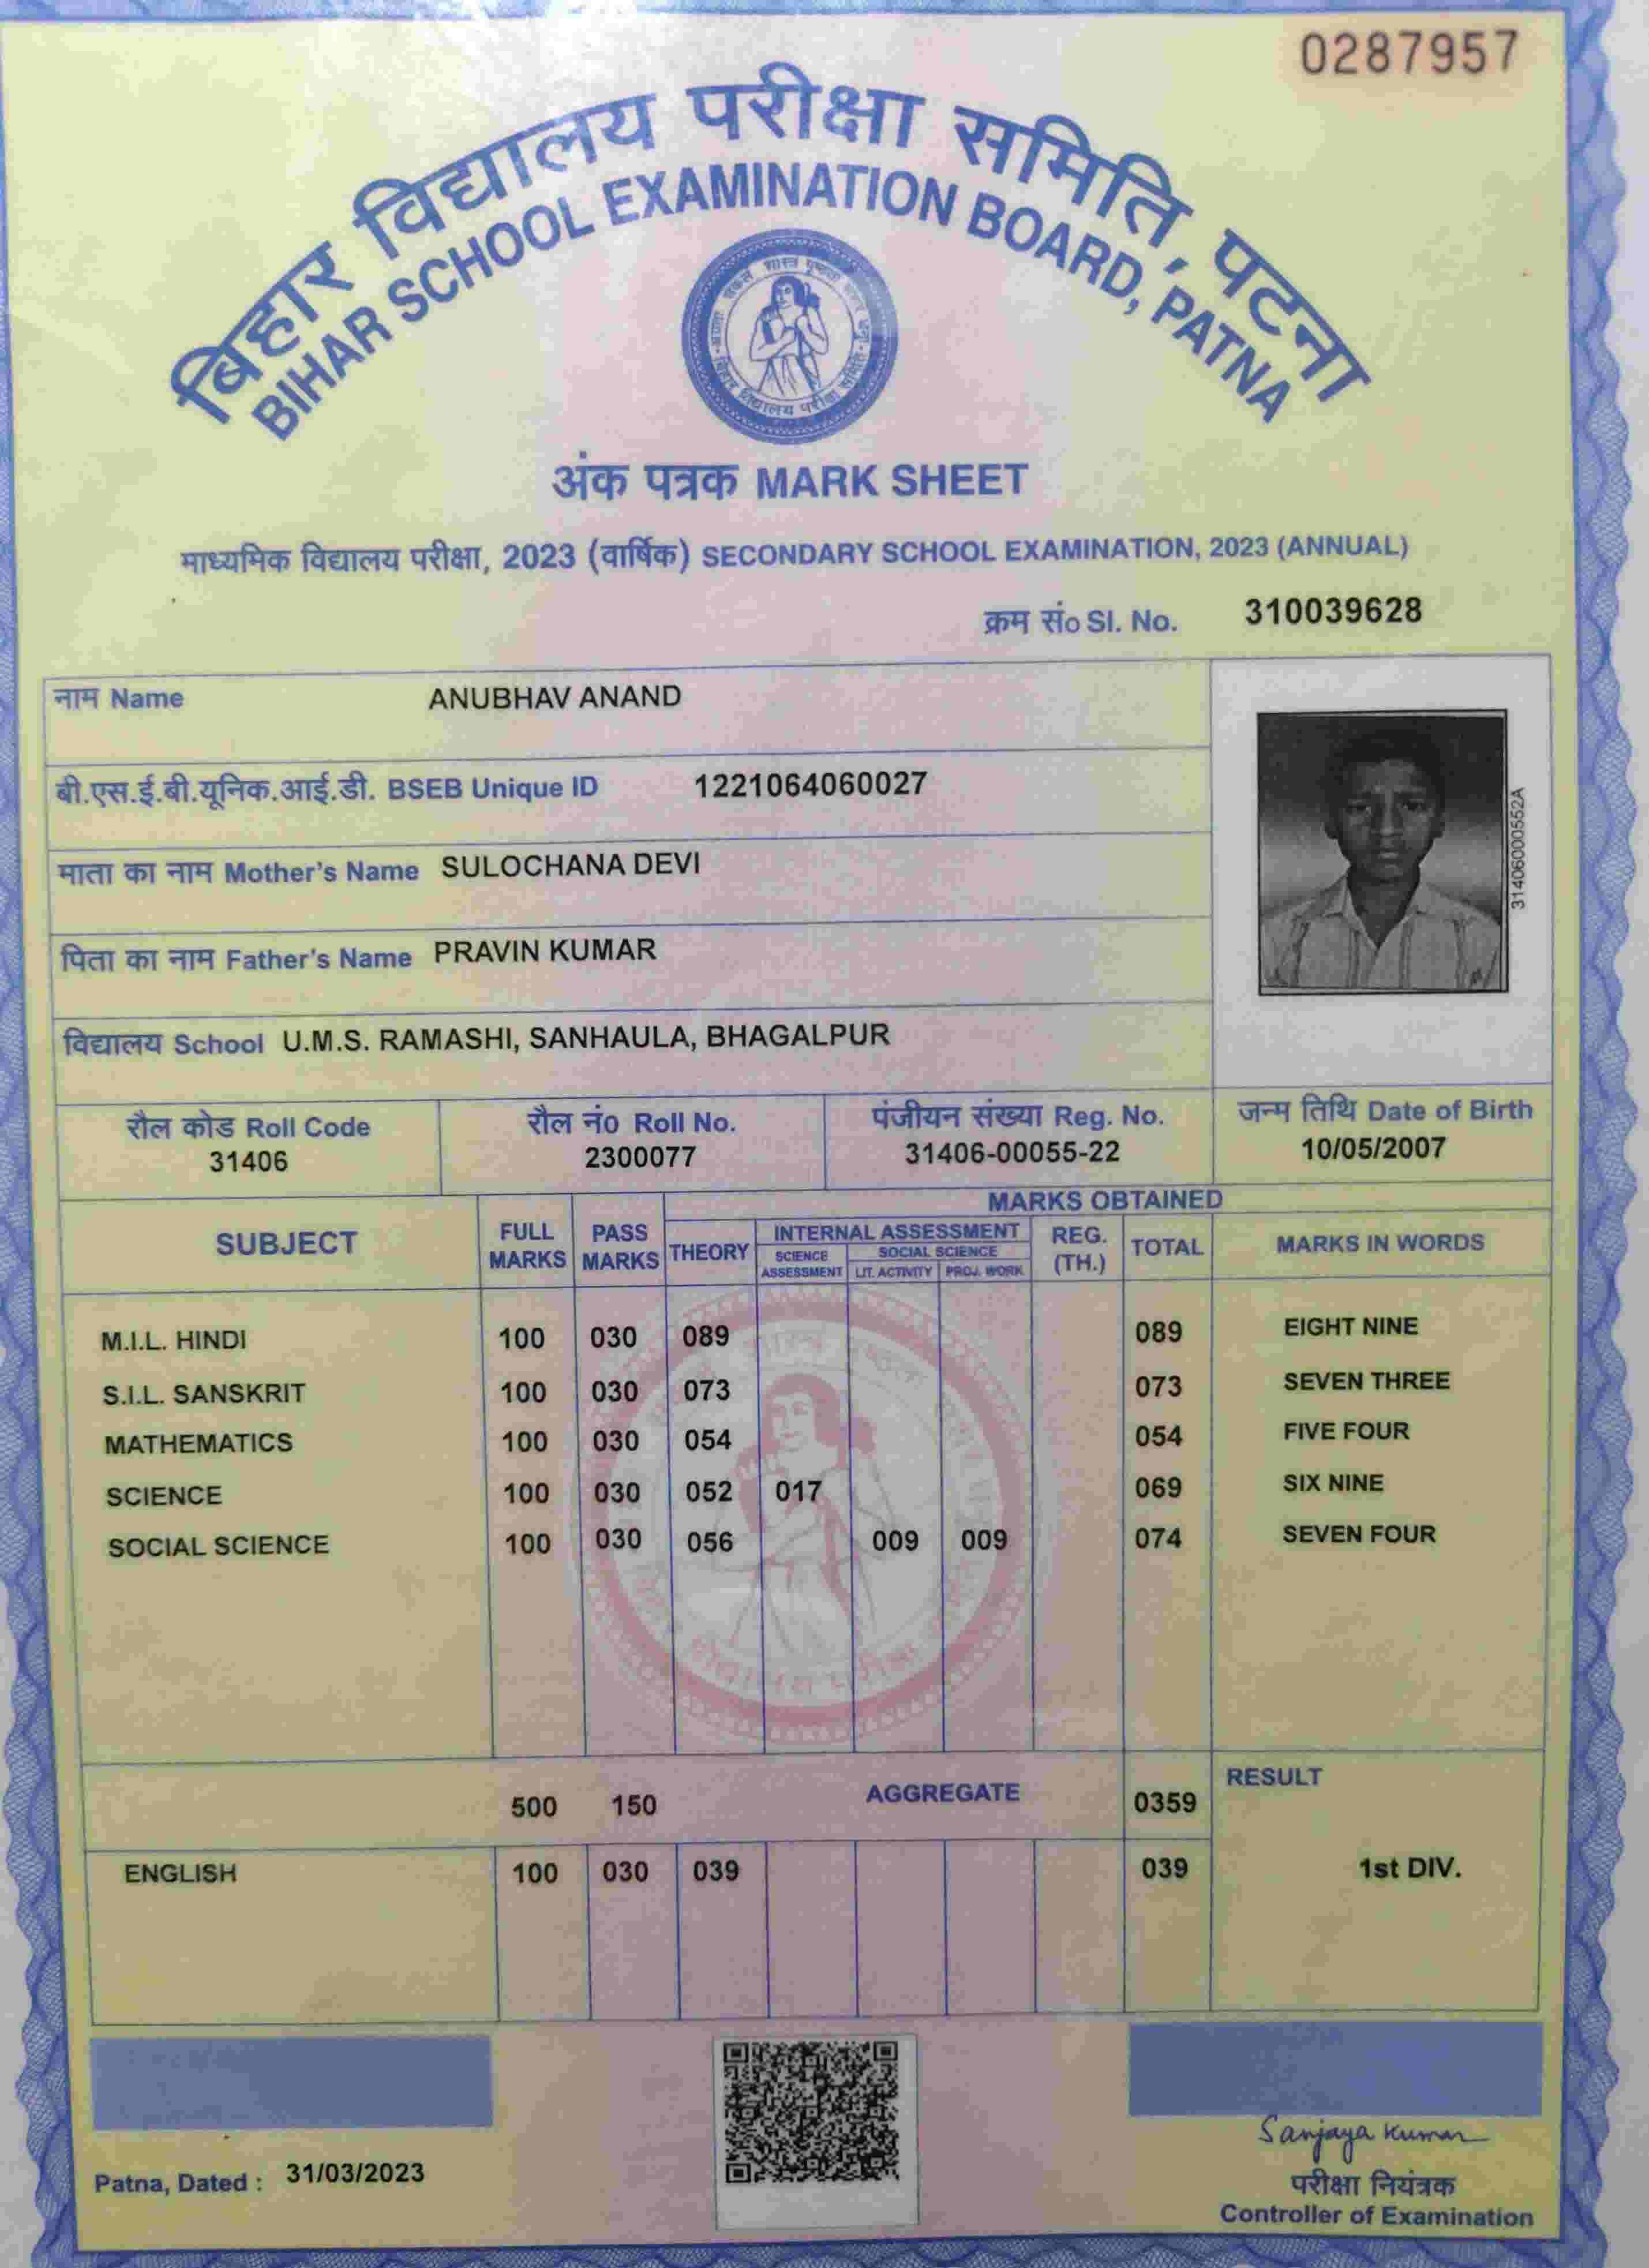 0287957
बिहार विद्यालय परीक्षा समिति, पटना
BIHAR SCHOOL EXAMINATION BOARD, PATNA
अंक पत्रक MARK SHEET
माध्यमिक विद्यालय परीक्षा, 2023 (वार्षिक) SECONDARY SCHOOL EXAMINATION, 2023 (ANNUAL)
क्रम सं० Sl. No. 310039628
नाम Name ANUBHAV ANAND
बी.एस.ई.बी.यूनिक.आई.डी. BSEB Unique ID 1221064060027
माता का नाम Mother's Name SULOCHANA DEVI
पिता का नाम Father's Name PRAVIN KUMAR
विद्यालय School U.M.S. RAMASHI, SANHAULA, BHAGALPUR
314060000552A
रौल कोड Roll Code रौल नं० Roll No. पंजीयन संख्या Reg. No. जन्म तिथि Date of Birth
31406 2300077 31406-00055-22 10/05/2007
MARKS OBTAINED
SUBJECT FULL MARKS PASS MARKS THEORY INTERNAL ASSESSMENT REG. (TH.) TOTAL MARKS IN WORDS
SCIENCE ASSESSMENT SOCIAL SCIENCE
LIT. ACTIVITY PROJ. WORK
M.I.L. HINDI 100 030 089 089 EIGHT NINE
S.I.L. SANSKRIT 100 030 073 073 SEVEN THREE
MATHEMATICS 100 030 054 054 FIVE FOUR
SCIENCE 100 030 052 017 069 SIX NINE
SOCIAL SCIENCE 100 030 056 009 009 074 SEVEN FOUR
500 150 AGGREGATE 0359 RESULT
ENGLISH 100 030 039 039 1st DIV.
Patna, Dated : 31/03/2023
Sanjaya Kumar
परीक्षा नियंत्रक
Controller of Examination